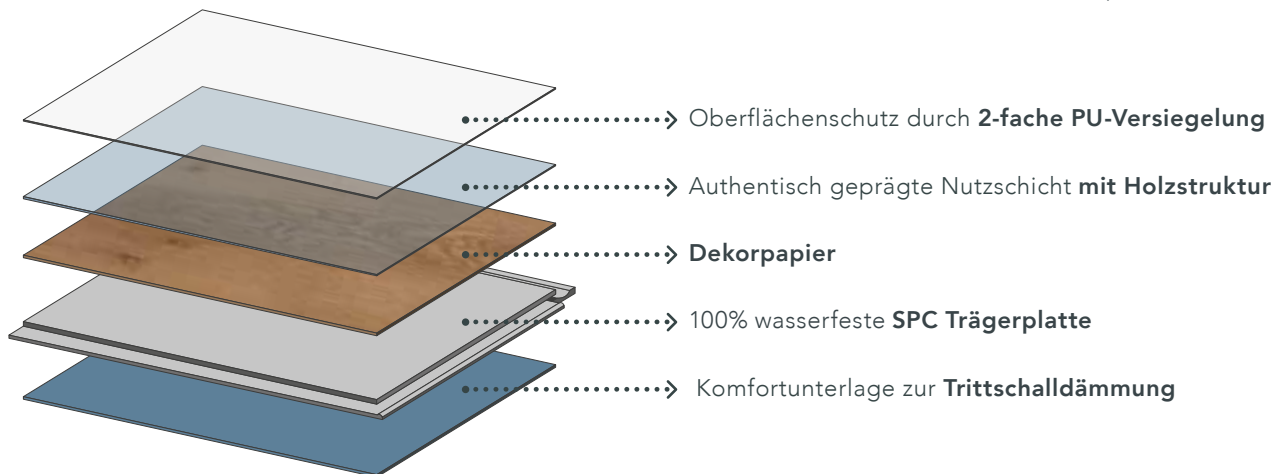 Oberflächenschutz durch 2-fache PU-Versiegelung
Authentisch geprägte Nutzschicht mit Holzstruktur
Dekorpapier
100% wasserfeste SPC Trägerplatte
Komfortunterlage zur Trittschalldämmung